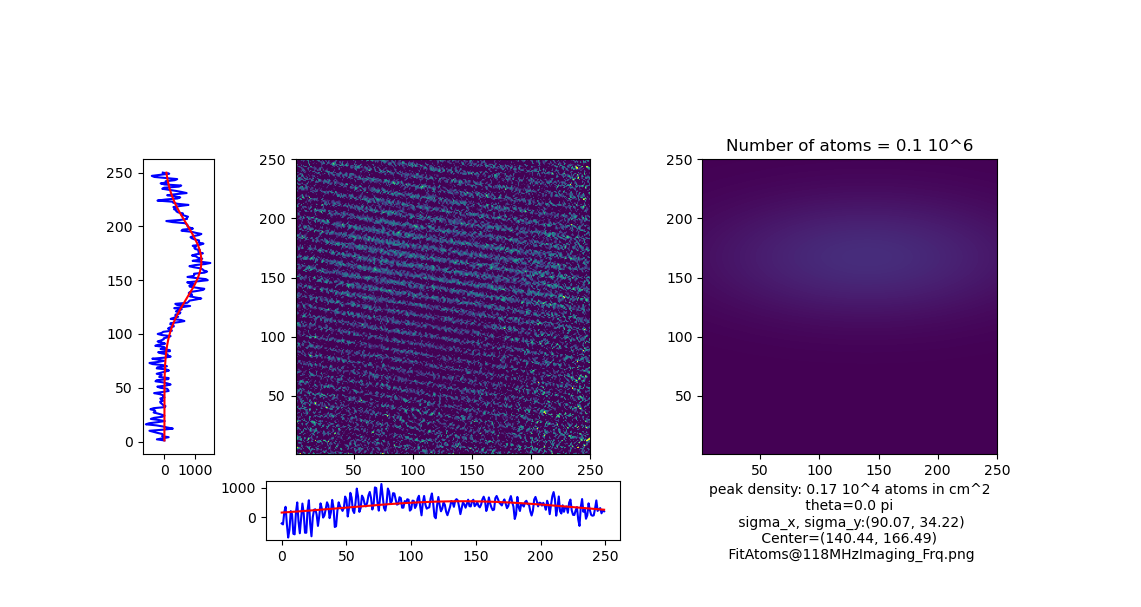 Number of atoms = 0.1 10^6
250
200
150
100
50
0
0 1000
250
200
150
100
50
50 100 150 200 250
250
200
150
100
50
50 100 150 200 250
1000
0
0 50 100 150 200 250
peak density: 0.17 10^4 atoms in cm^2
theta=0.0 pi
sigma_x, sigma_y:(90.07, 34.22)
Center=(140.44, 166.49)
FitAtoms@118MHzImaging_Frq.png